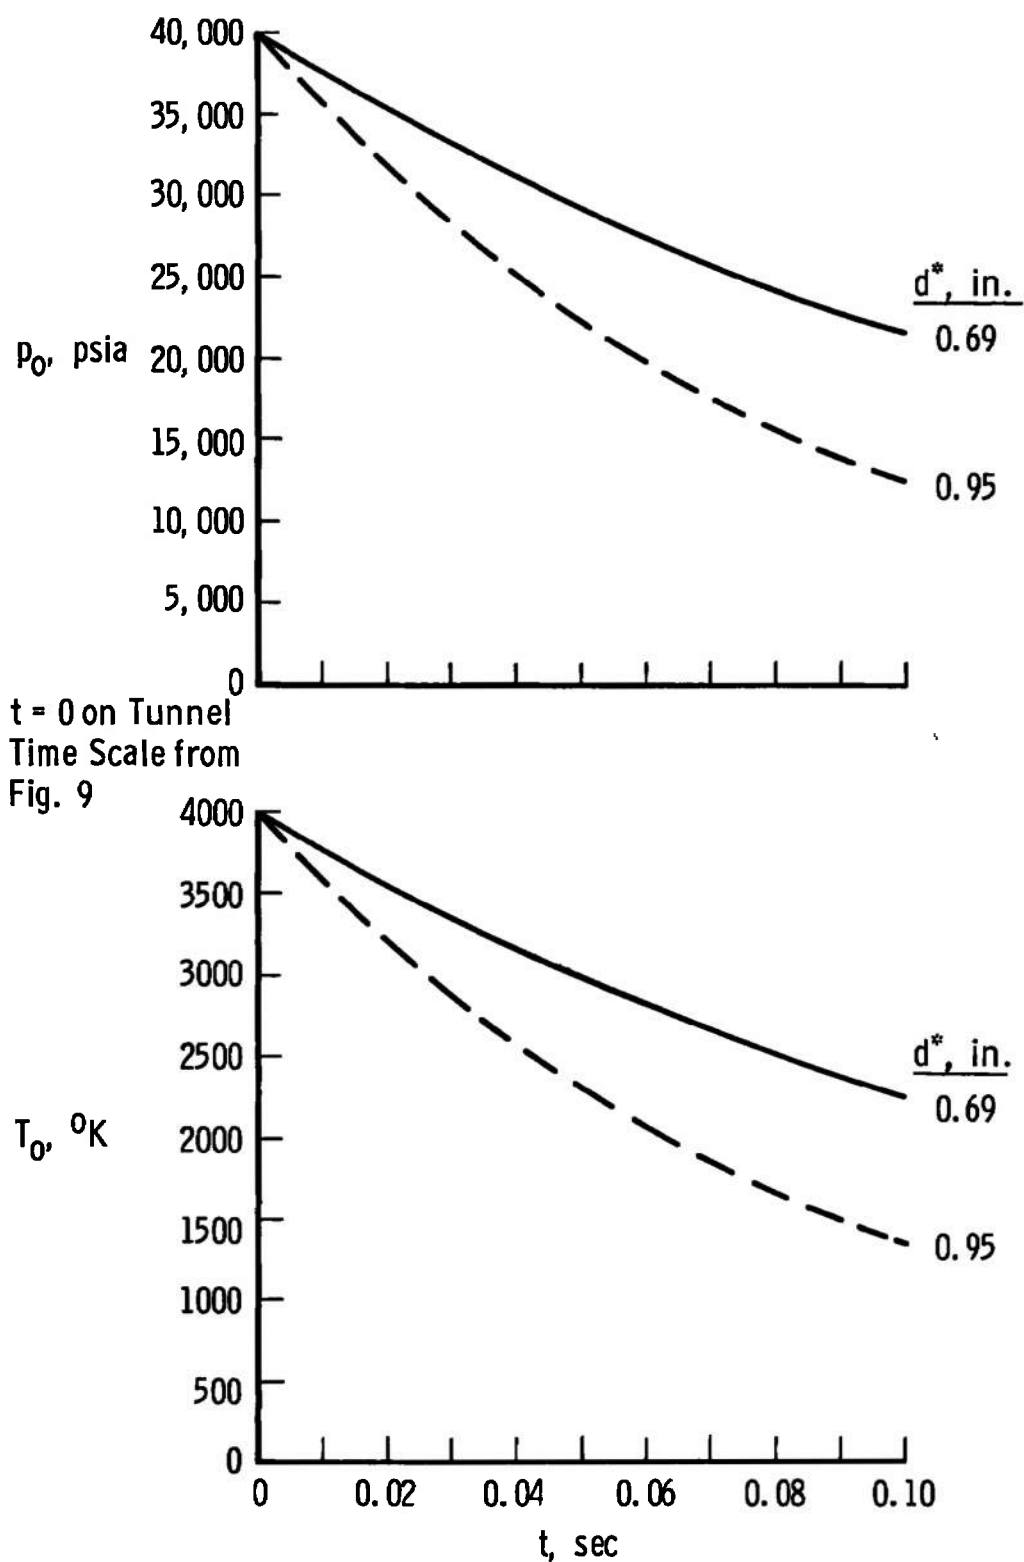 40,000
35,000
30,000
25,000
d*, in.
0.69
p₀, psia
20,000
15,000
0.95
10,000
5,000
0
t = 0 on Tunnel
Time Scale from
Fig. 9
4000
3500
3000
2500
d*, in.
0.69
T₀, °K
2000
1500
0.95
1000
500
0
0 0.02 0.04 0.06 0.08 0.10
t, sec